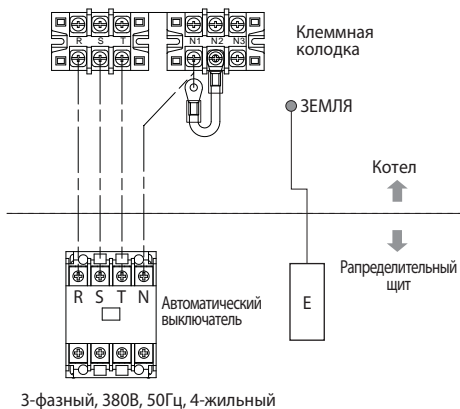 R S T
N1 N2 N3
Клеммная
колодка
ЗЕМЛЯ
Котел
Рапределительный
щит
R S T N
Автоматический
выключатель
E
3-фазный, 380В, 50Гц, 4-жильный